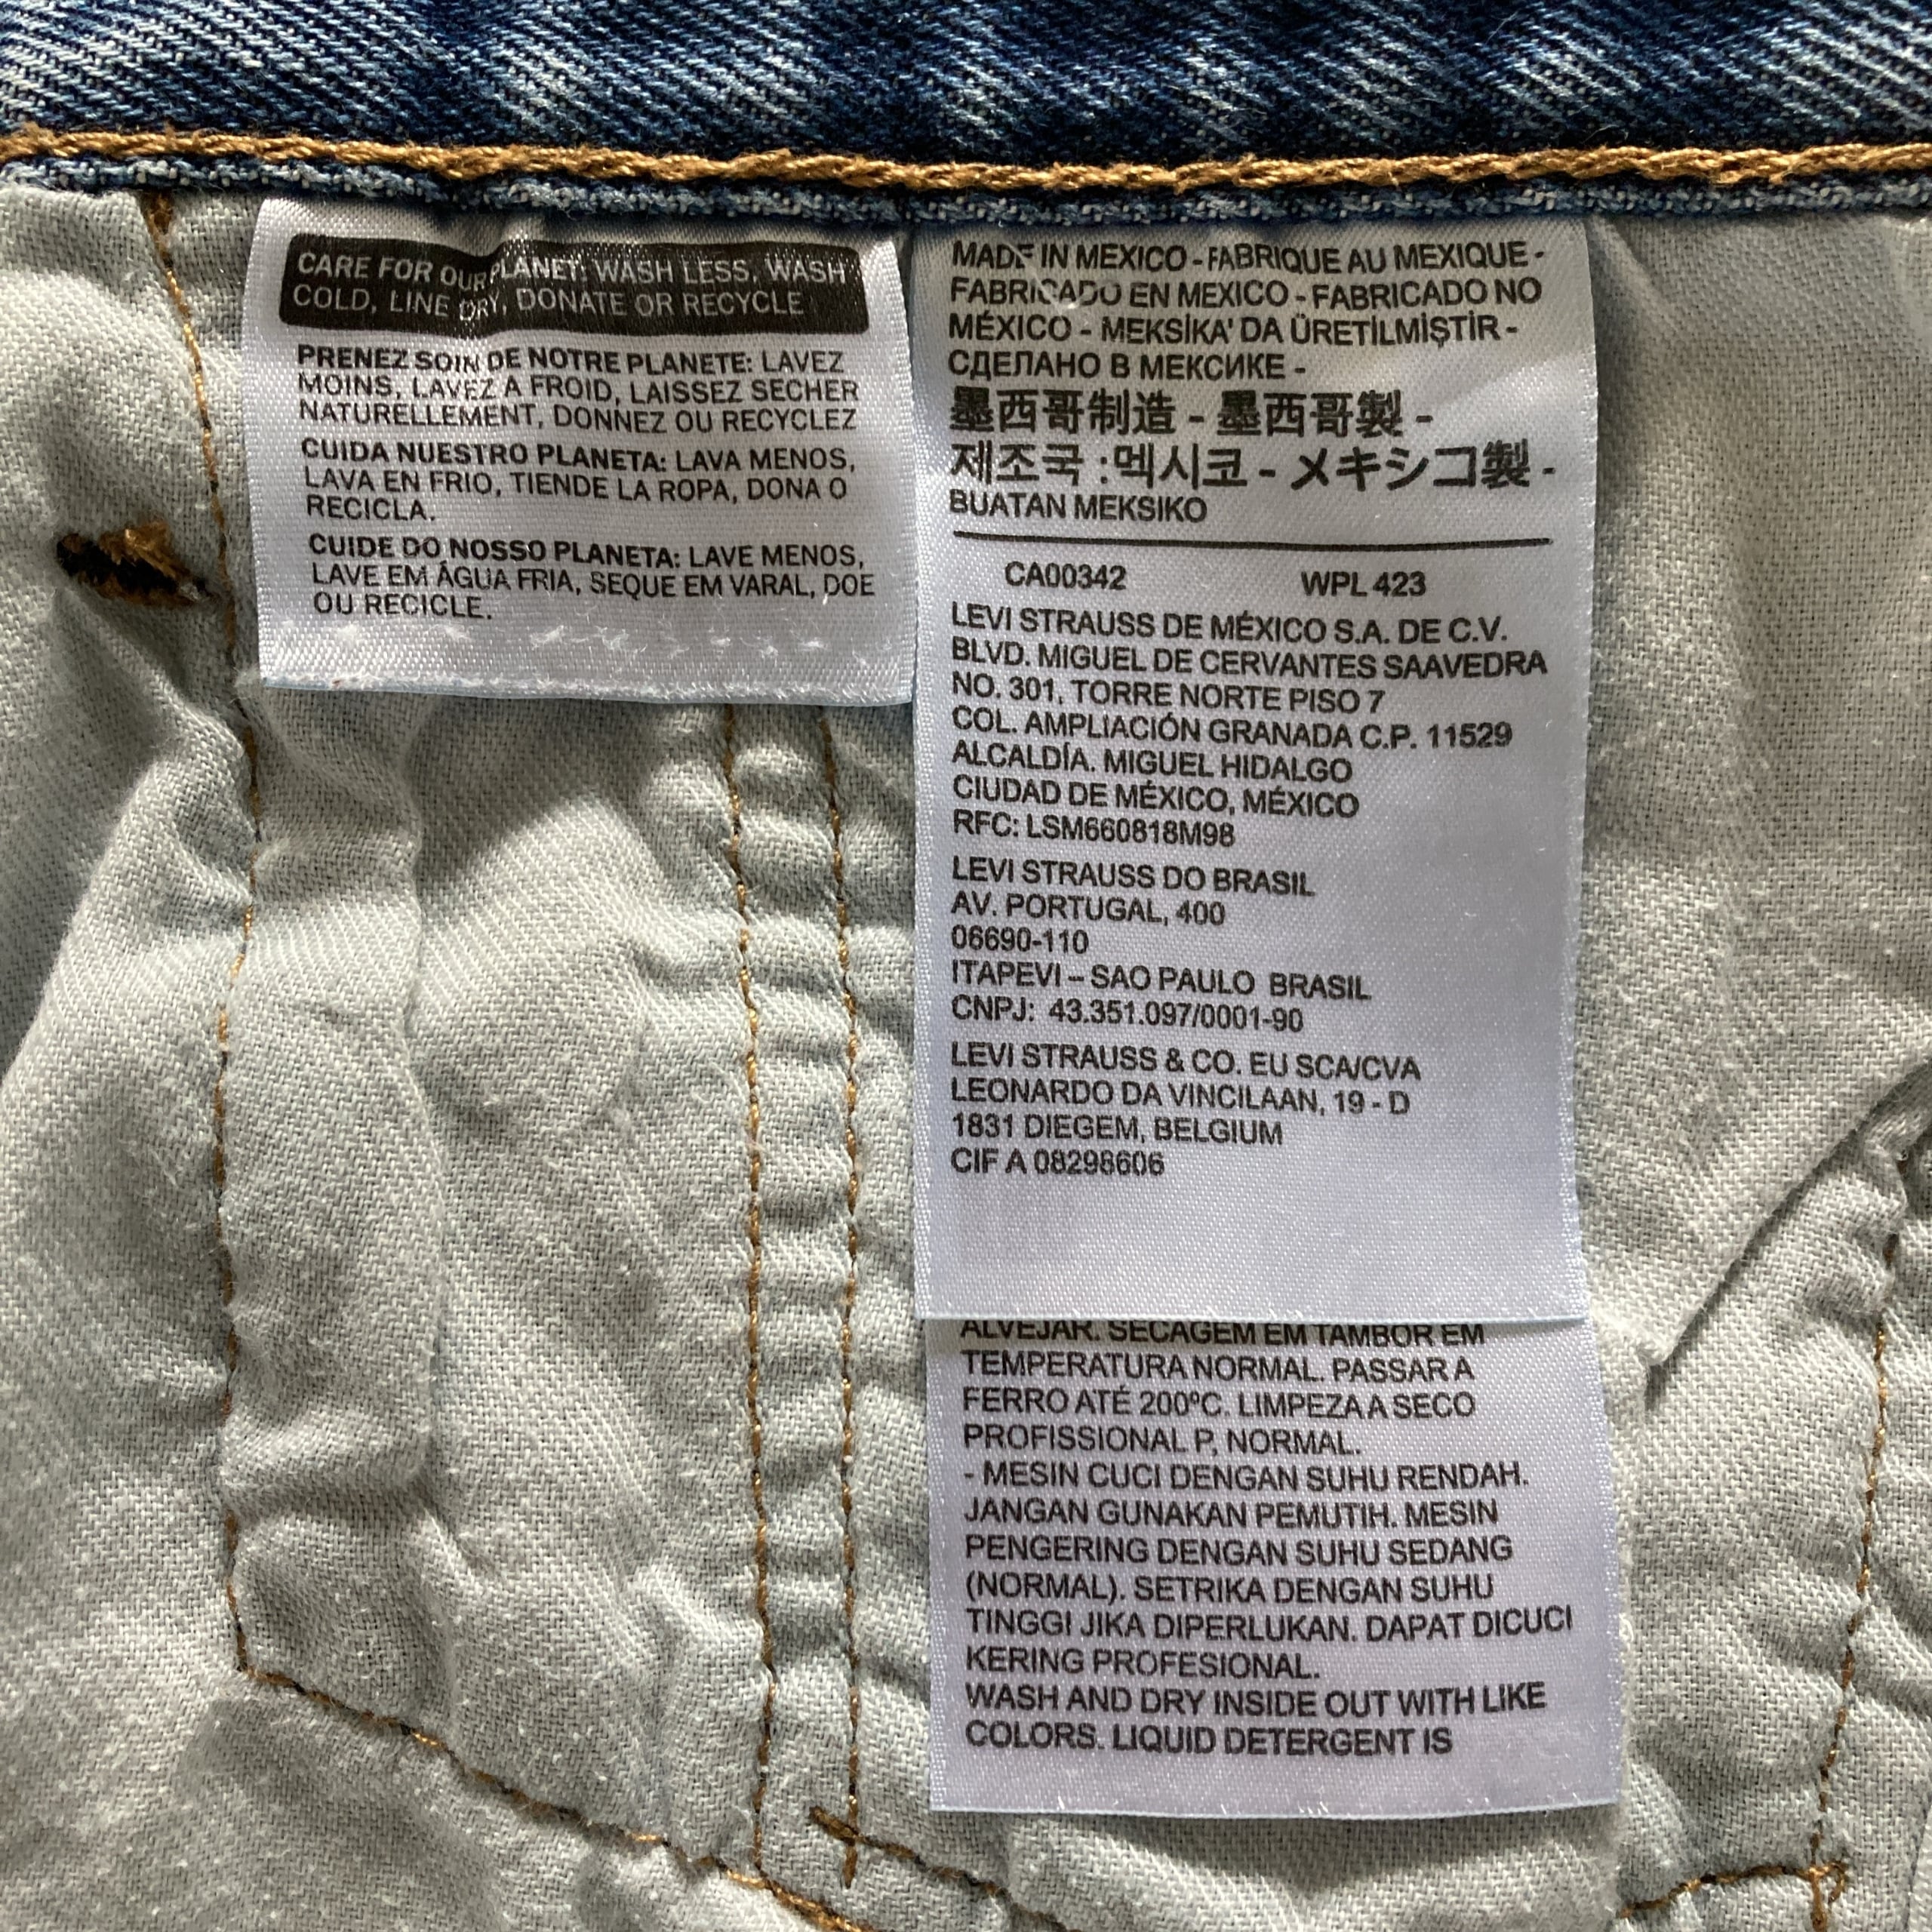 CARE FOR OUR PLANET: WASH LESS, WASH
COLD, LINE DRY, DONATE OR RECYCLE
PRENEZ SOIN DE NOTRE PLANETE: LAVEZ
MOINS, LAVEZ A FROID, LAISSEZ SECHER
NATURELLEMENT, DONNEZ OU RECYCLEZ
CUIDA NUESTRO PLANETA: LAVA MENOS,
LAVA EN FRIO, TIENDE LA ROPA, DONA O
RECICLA.
CUIDE DO NOSSO PLANETA: LAVE MENOS,
LAVE EM ÁGUA FRIA, SEQUE EM VARAL, DOE
OU RECICLE.
MADE IN MEXICO - FABRIQUE AU MEXIQUE -
FABRICADO EN MEXICO - FABRICADO NO
MÉXICO - MEKSİKA' DA ÜRETİLMİŞTİR -
СДЕЛАНО В МЕКСИКЕ -
墨西哥制造 - 墨西哥製 -
제조국 :멕시코 - メキシコ製 -
BUATAN MEKSIKO
CA00342 WPL 423
LEVI STRAUSS DE MÉXICO S.A. DE C.V.
BLVD. MIGUEL DE CERVANTES SAAVEDRA
NO. 301, TORRE NORTE PISO 7
COL. AMPLIACIÓN GRANADA C.P. 11529
ALCALDÍA. MIGUEL HIDALGO
CIUDAD DE MÉXICO, MÉXICO
RFC: LSM660818M98
LEVI STRAUSS DO BRASIL
AV. PORTUGAL, 400
06690-110
ITAPEVI – SAO PAULO BRASIL
CNPJ: 43.351.097/0001-90
LEVI STRAUSS & CO. EU SCA/CVA
LEONARDO DA VINCILAAN, 19 - D
1831 DIEGEM, BELGIUM
CIF A 08298606
ALVEJAR. SECAGEM EM TAMBOR EM
TEMPERATURA NORMAL. PASSAR A
FERRO ATÉ 200ºC. LIMPEZA A SECO
PROFISSIONAL P, NORMAL.
- MESIN CUCI DENGAN SUHU RENDAH.
JANGAN GUNAKAN PEMUTIH. MESIN
PENGERING DENGAN SUHU SEDANG
(NORMAL). SETRIKA DENGAN SUHU
TINGGI JIKA DIPERLUKAN. DAPAT DICUCI
KERING PROFESIONAL.
WASH AND DRY INSIDE OUT WITH LIKE
COLORS. LIQUID DETERGENT IS